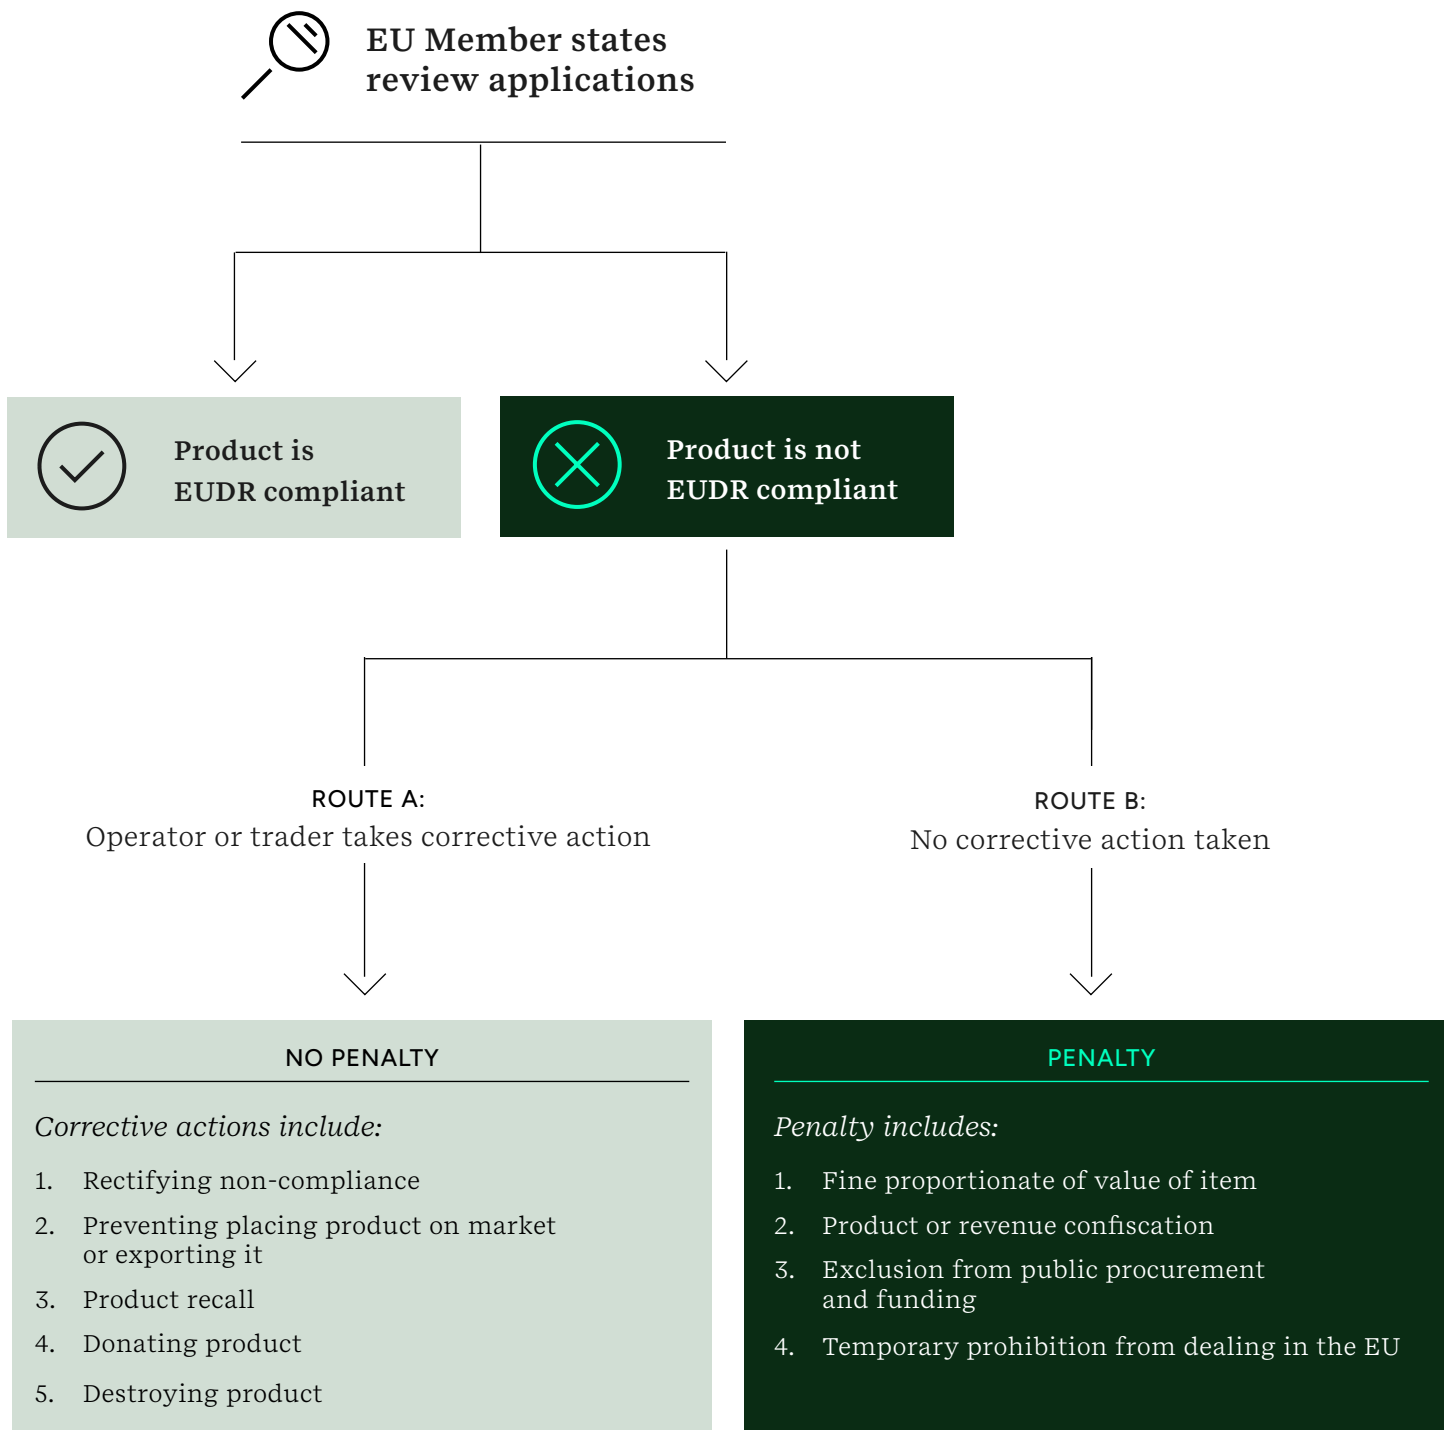 EU Member states
review applications
Product is
EUDR compliant
Product is not
EUDR compliant
ROUTE A:
Operator or trader takes corrective action
ROUTE B:
No corrective action taken
NO PENALTY
Corrective actions include:
1. Rectifying non-compliance
2. Preventing placing product on market
or exporting it
3. Product recall
4. Donating product
5. Destroying product
PENALTY
Penalty includes:
1. Fine proportionate of value of item
2. Product or revenue confiscation
3. Exclusion from public procurement
and funding
4. Temporary prohibition from dealing in the EU